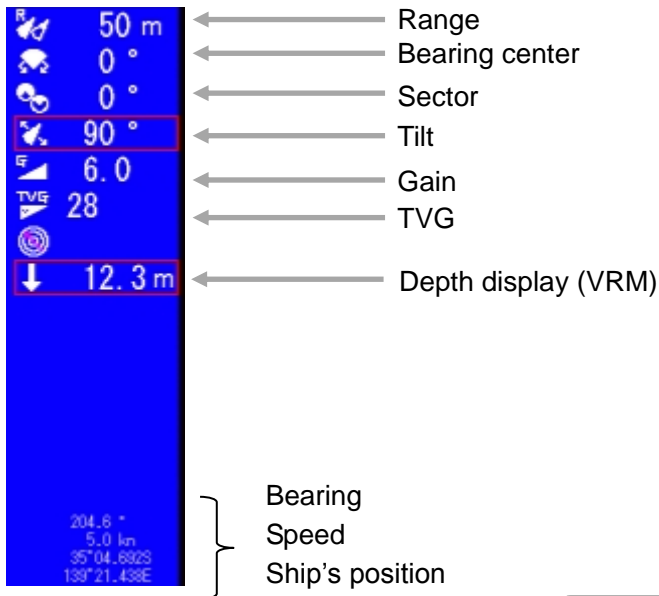 R 50 m Range
0 ° Bearing center
0 ° Sector
90 ° Tilt
G 6.0 Gain
TVG 28 TVG
12.3 m Depth display (VRM)
204.6 ° Bearing
5.0 kn Speed
35°04.692S Ship's position
139°21.438E